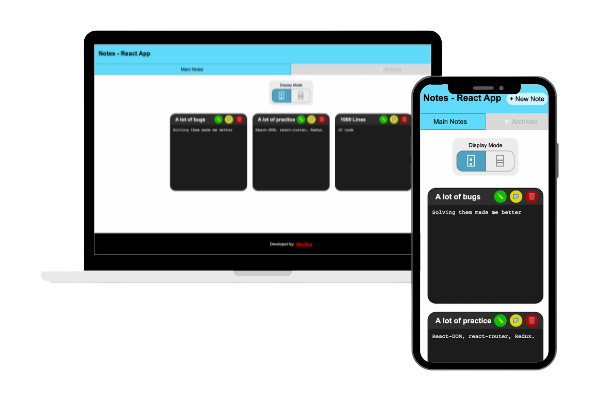 Notes - React App
Main Notes
Archived
Display Mode
A lot of bugs
Solving them made me better
A lot of practice
React-DOM, react-router, Redux.
1000 Lines
of code
Developed by
Notes - React App
+ New Note
Main Notes
Archived
Display Mode
A lot of bugs
Solving them made me better
A lot of practice
React-DOM, react-router, Redux.